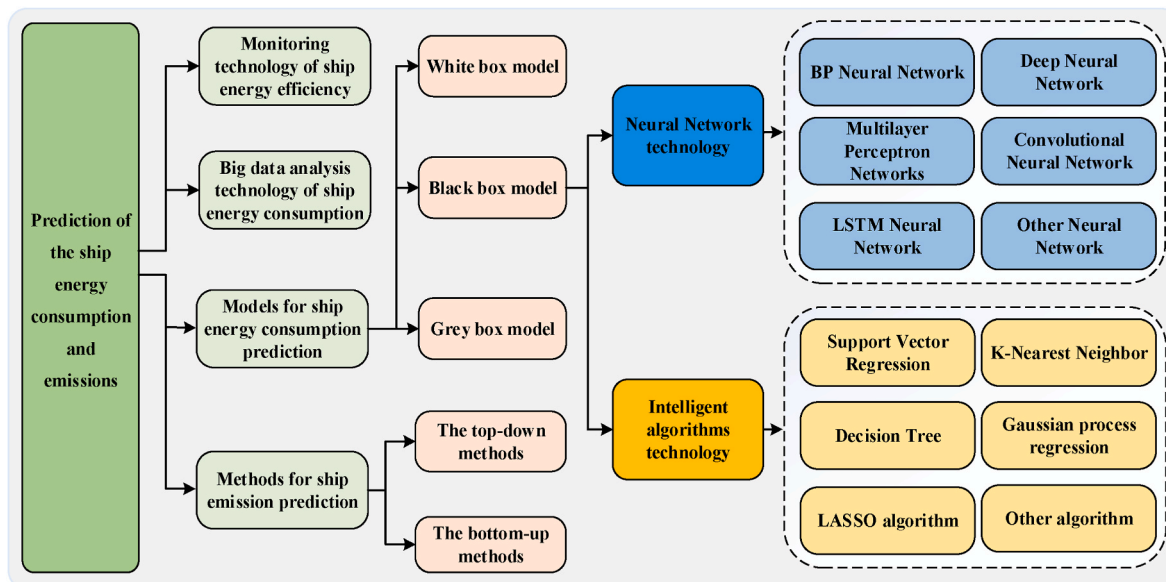 Prediction of
the ship
energy
consumption
and
emissions
Monitoring
technology of ship
energy efficiency
Big data analysis
technology of ship
energy consumption
Models for ship
energy consumption
prediction
Methods for ship
emission prediction
White box model
Black box model
Grey box model
The top-down
methods
The bottom-up
methods
Neural Network
technology
Intelligent
algorithms
technology
BP Neural Network
Deep Neural
Network
Multilayer
Perceptron
Networks
Convolutional
Neural Network
LSTM Neural
Network
Other Neural
Network
Support Vector
Regression
K-Nearest Neighbor
Decision Tree
Gaussian process
regression
LASSO algorithm
Other algorithm